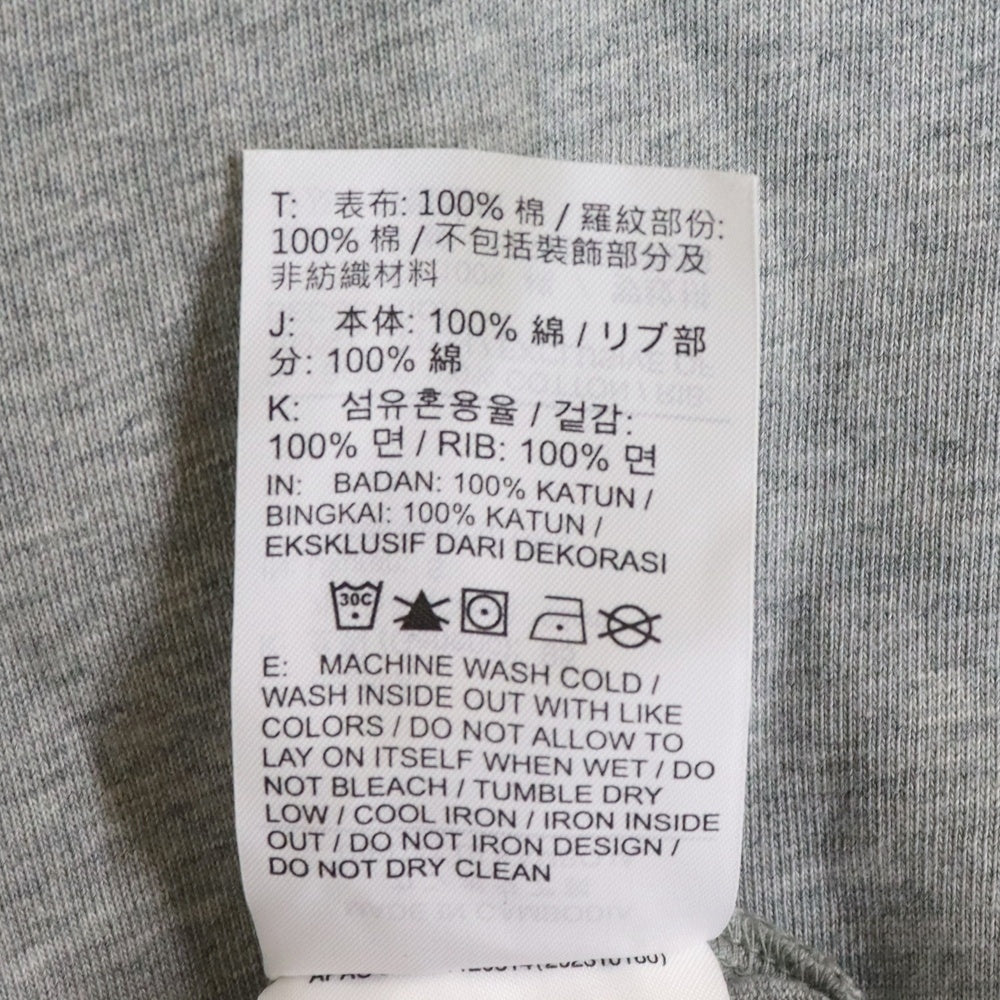 T: 表布: 100% 棉 / 羅紋部份:
100% 棉 / 不包括裝飾部分及
非紡織材料
J: 本体: 100% 綿 / リブ部
分: 100% 綿
K: 섬유혼용율 / 겉감:
100% 면 / RIB: 100% 면
IN: BADAN: 100% KATUN /
BINGKAI: 100% KATUN /
EKSKLUSIF DARI DEKORASI
30C
E: MACHINE WASH COLD /
WASH INSIDE OUT WITH LIKE
COLORS / DO NOT ALLOW TO
LAY ON ITSELF WHEN WET / DO
NOT BLEACH / TUMBLE DRY
LOW / COOL IRON / IRON INSIDE
OUT / DO NOT IRON DESIGN /
DO NOT DRY CLEAN